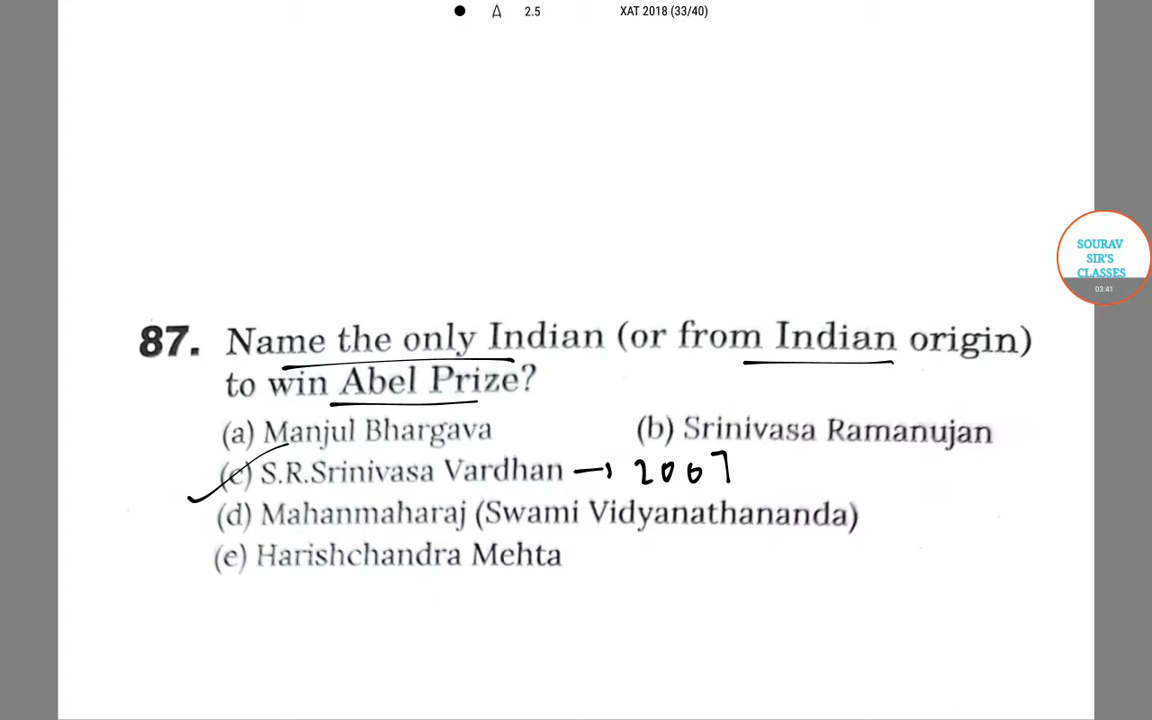 A 2.5 XAT 2018 (33/40)
SOURAV
SIR'S
CLASSES
03:41
87. Name the only Indian (or from Indian origin)
to win Abel Prize?
(a) Manjul Bhargava (b) Srinivasa Ramanujan
(c) S.R.Srinivasa Vardhan → 2007
(d) Mahanmaharaj (Swami Vidyanathananda)
(e) Harishchandra Mehta